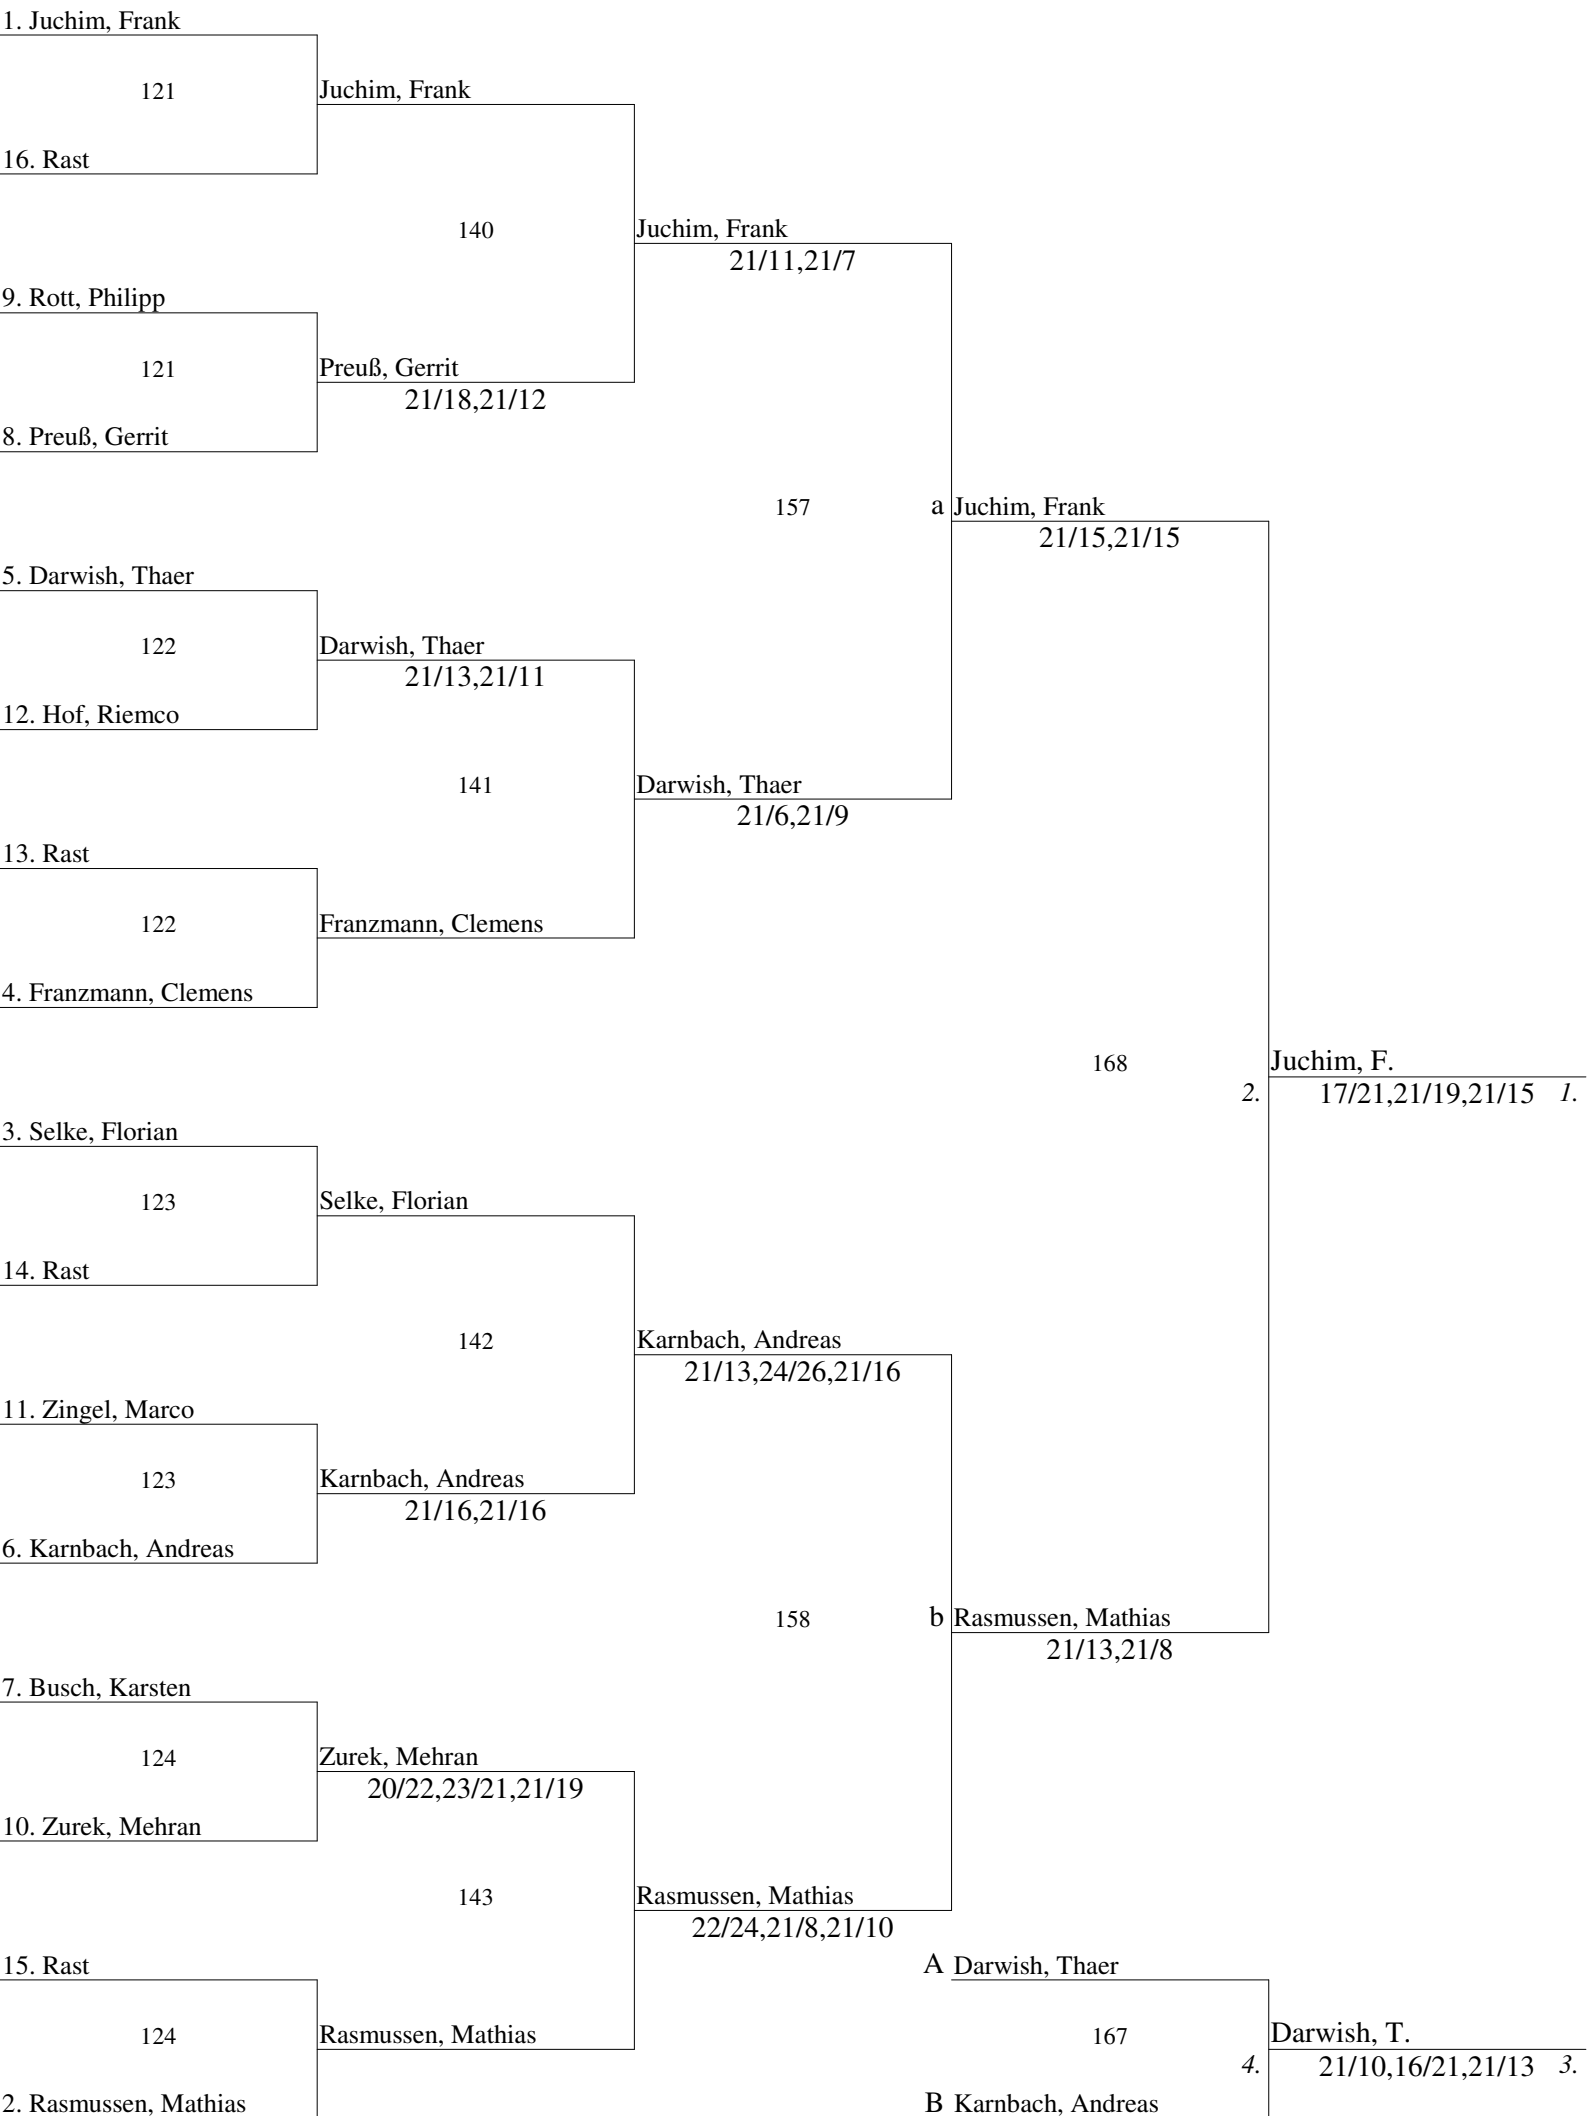 1. Juchim, Frank
121
Juchim, Frank
16. Rast
140
Juchim, Frank
21/11,21/7
9. Rott, Philipp
121
Preuß, Gerrit
21/18,21/12
8. Preuß, Gerrit
157
a Juchim, Frank
21/15,21/15
5. Darwish, Thaer
122
Darwish, Thaer
21/13,21/11
12. Hof, Riemco
141
Darwish, Thaer
21/6,21/9
13. Rast
122
Franzmann, Clemens
4. Franzmann, Clemens
168
Juchim, F.
2.
17/21,21/19,21/15 1.
3. Selke, Florian
123
Selke, Florian
14. Rast
142
Karnbach, Andreas
21/13,24/26,21/16
11. Zingel, Marco
123
Karnbach, Andreas
21/16,21/16
6. Karnbach, Andreas
158
b Rasmussen, Mathias
21/13,21/8
7. Busch, Karsten
124
Zurek, Mehran
20/22,23/21,21/19
10. Zurek, Mehran
143
Rasmussen, Mathias
22/24,21/8,21/10
15. Rast
A Darwish, Thaer
124
Rasmussen, Mathias
167
Darwish, T.
4.
21/10,16/21,21/13 3.
2. Rasmussen, Mathias
B Karnbach, Andreas